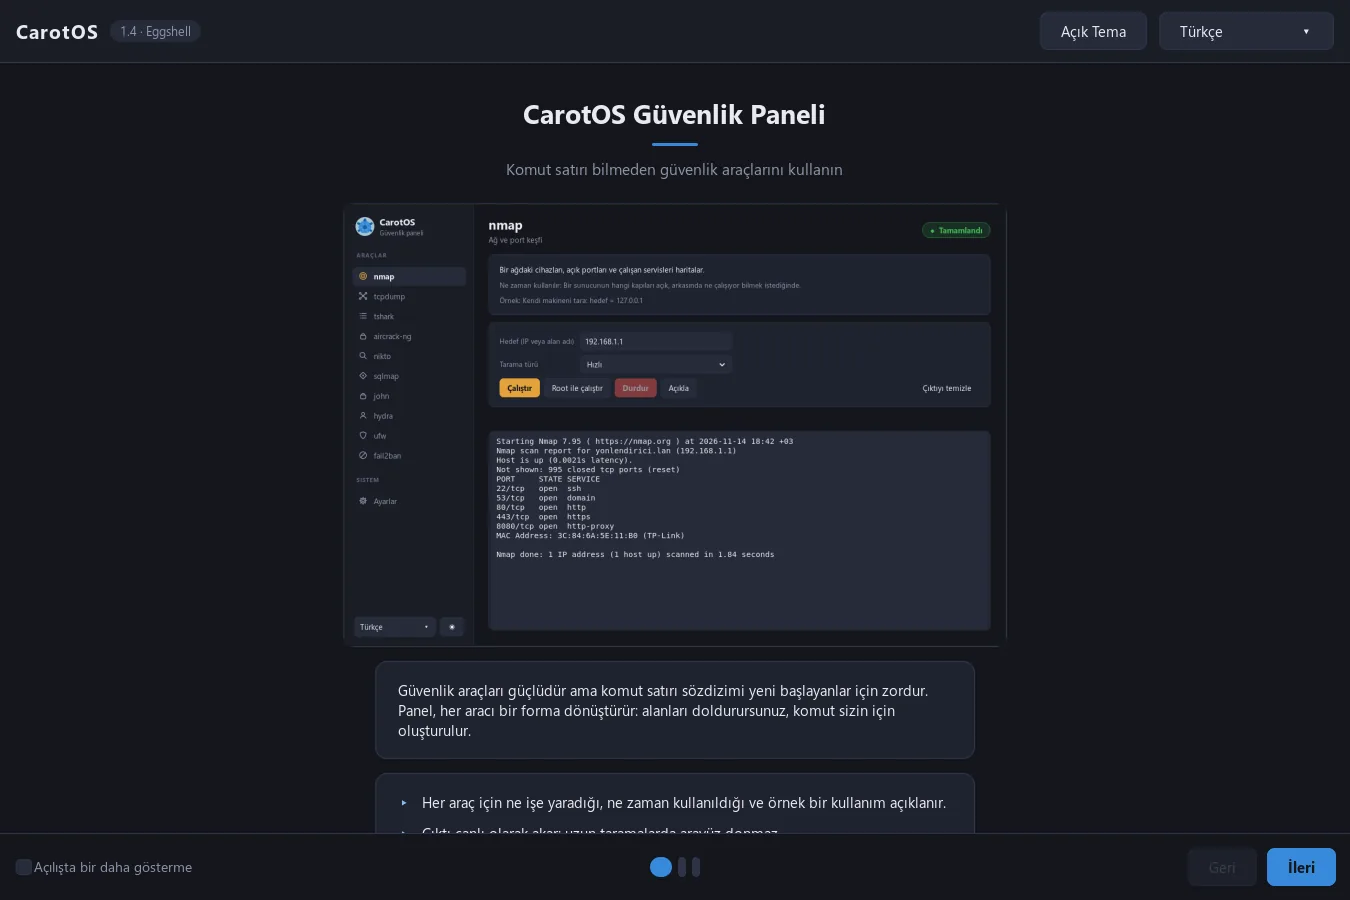 CarotOS
1.4 · Eggshell
Açık Tema
Türkçe
CarotOS Güvenlik Paneli
Komut satırı bilmeden güvenlik araçlarını kullanın
CarotOS
Güvenlik paneli
ARAÇLAR
nmap
tcpdump
tshark
aircrack-ng
nikto
sqlmap
john
hydra
ufw
fail2ban
SISTEM
Ayarlar
Türkçe
nmap
Ağ ve port keşfi
Tamamlandı
Bir ağdaki cihazları, açık portları ve çalışan servisleri haritalar.
Ne zaman kullanılır: Bir sunucunun hangi kapıları açık, arkasında ne çalışıyor bilmek istediğinde.
Örnek: Kendi makineni tara: hedef = 127.0.0.1
Hedef (IP veya alan adı) 192.168.1.1
Tarama türü Hızlı
Çalıştır Root ile çalıştır Durdur Açıkla Çıktıyı temizle
Starting Nmap 7.95 ( https://nmap.org ) at 2026-11-14 18:42 +03
Nmap scan report for yonlendirici.lan (192.168.1.1)
Host is up (0.0021s latency).
Not shown: 995 closed tcp ports (reset)
PORT     STATE SERVICE
22/tcp   open  ssh
53/tcp   open  domain
80/tcp   open  http
443/tcp  open  https
8080/tcp open  http-proxy
MAC Address: 3C:84:6A:5E:11:B0 (TP-Link)
Nmap done: 1 IP address (1 host up) scanned in 1.84 seconds
Güvenlik araçları güçlüdür ama komut satırı sözdizimi yeni başlayanlar için zordur.
Panel, her aracı bir forma dönüştürür: alanları doldurursunuz, komut sizin için
oluşturulur.
Her araç için ne işe yaradığı, ne zaman kullanıldığı ve örnek bir kullanım açıklanır.
Çıktı canlı olarak akar; uzun taramalarda arayüz donmaz.
Açılışta bir daha gösterme
Geri
İleri